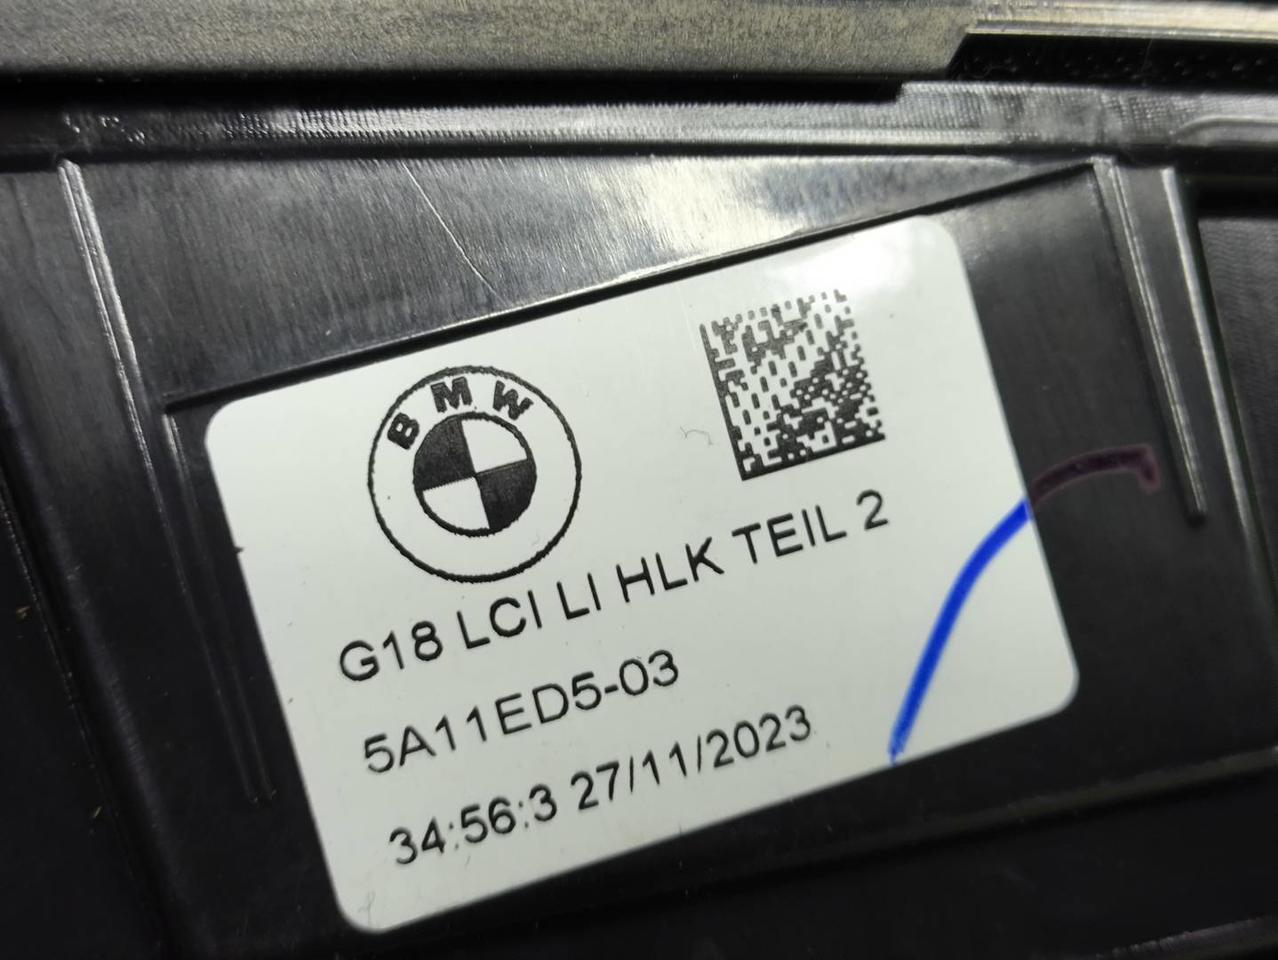 BMW
G18 LCI LI HLK TEIL 2
5A11ED5-03
34:56:3 27/11/2023